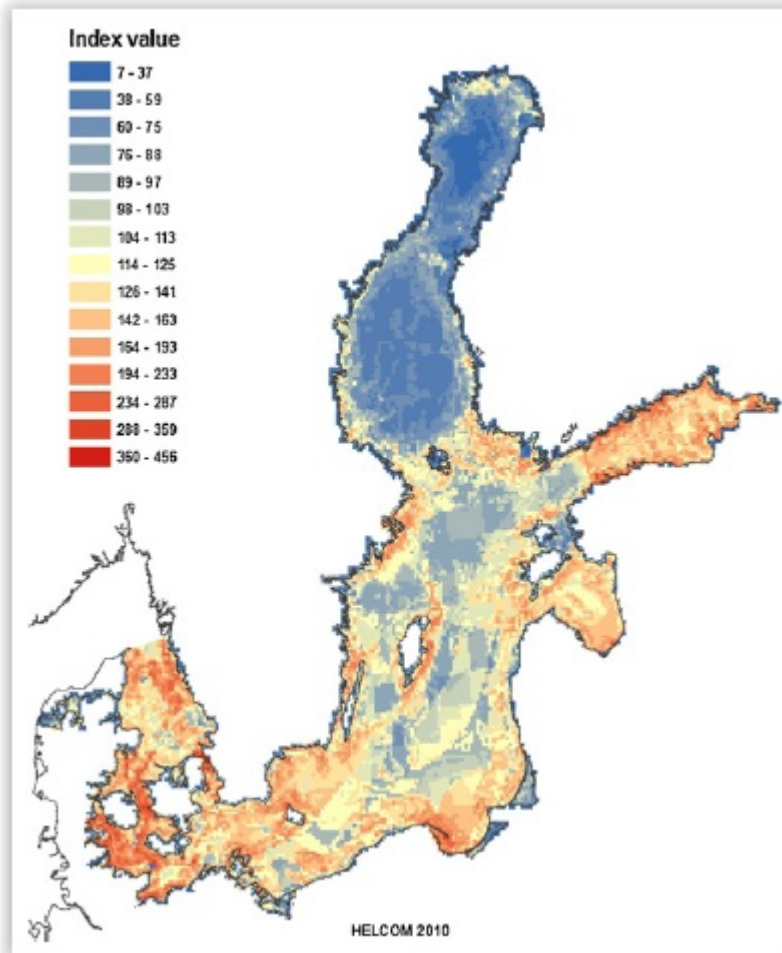 Index value
7 - 37
38 - 59
60 - 75
76 - 88
89 - 97
98 - 103
104 - 113
114 - 125
126 - 141
142 - 163
164 - 193
194 - 233
234 - 287
288 - 359
360 - 456
HELCOM 2010